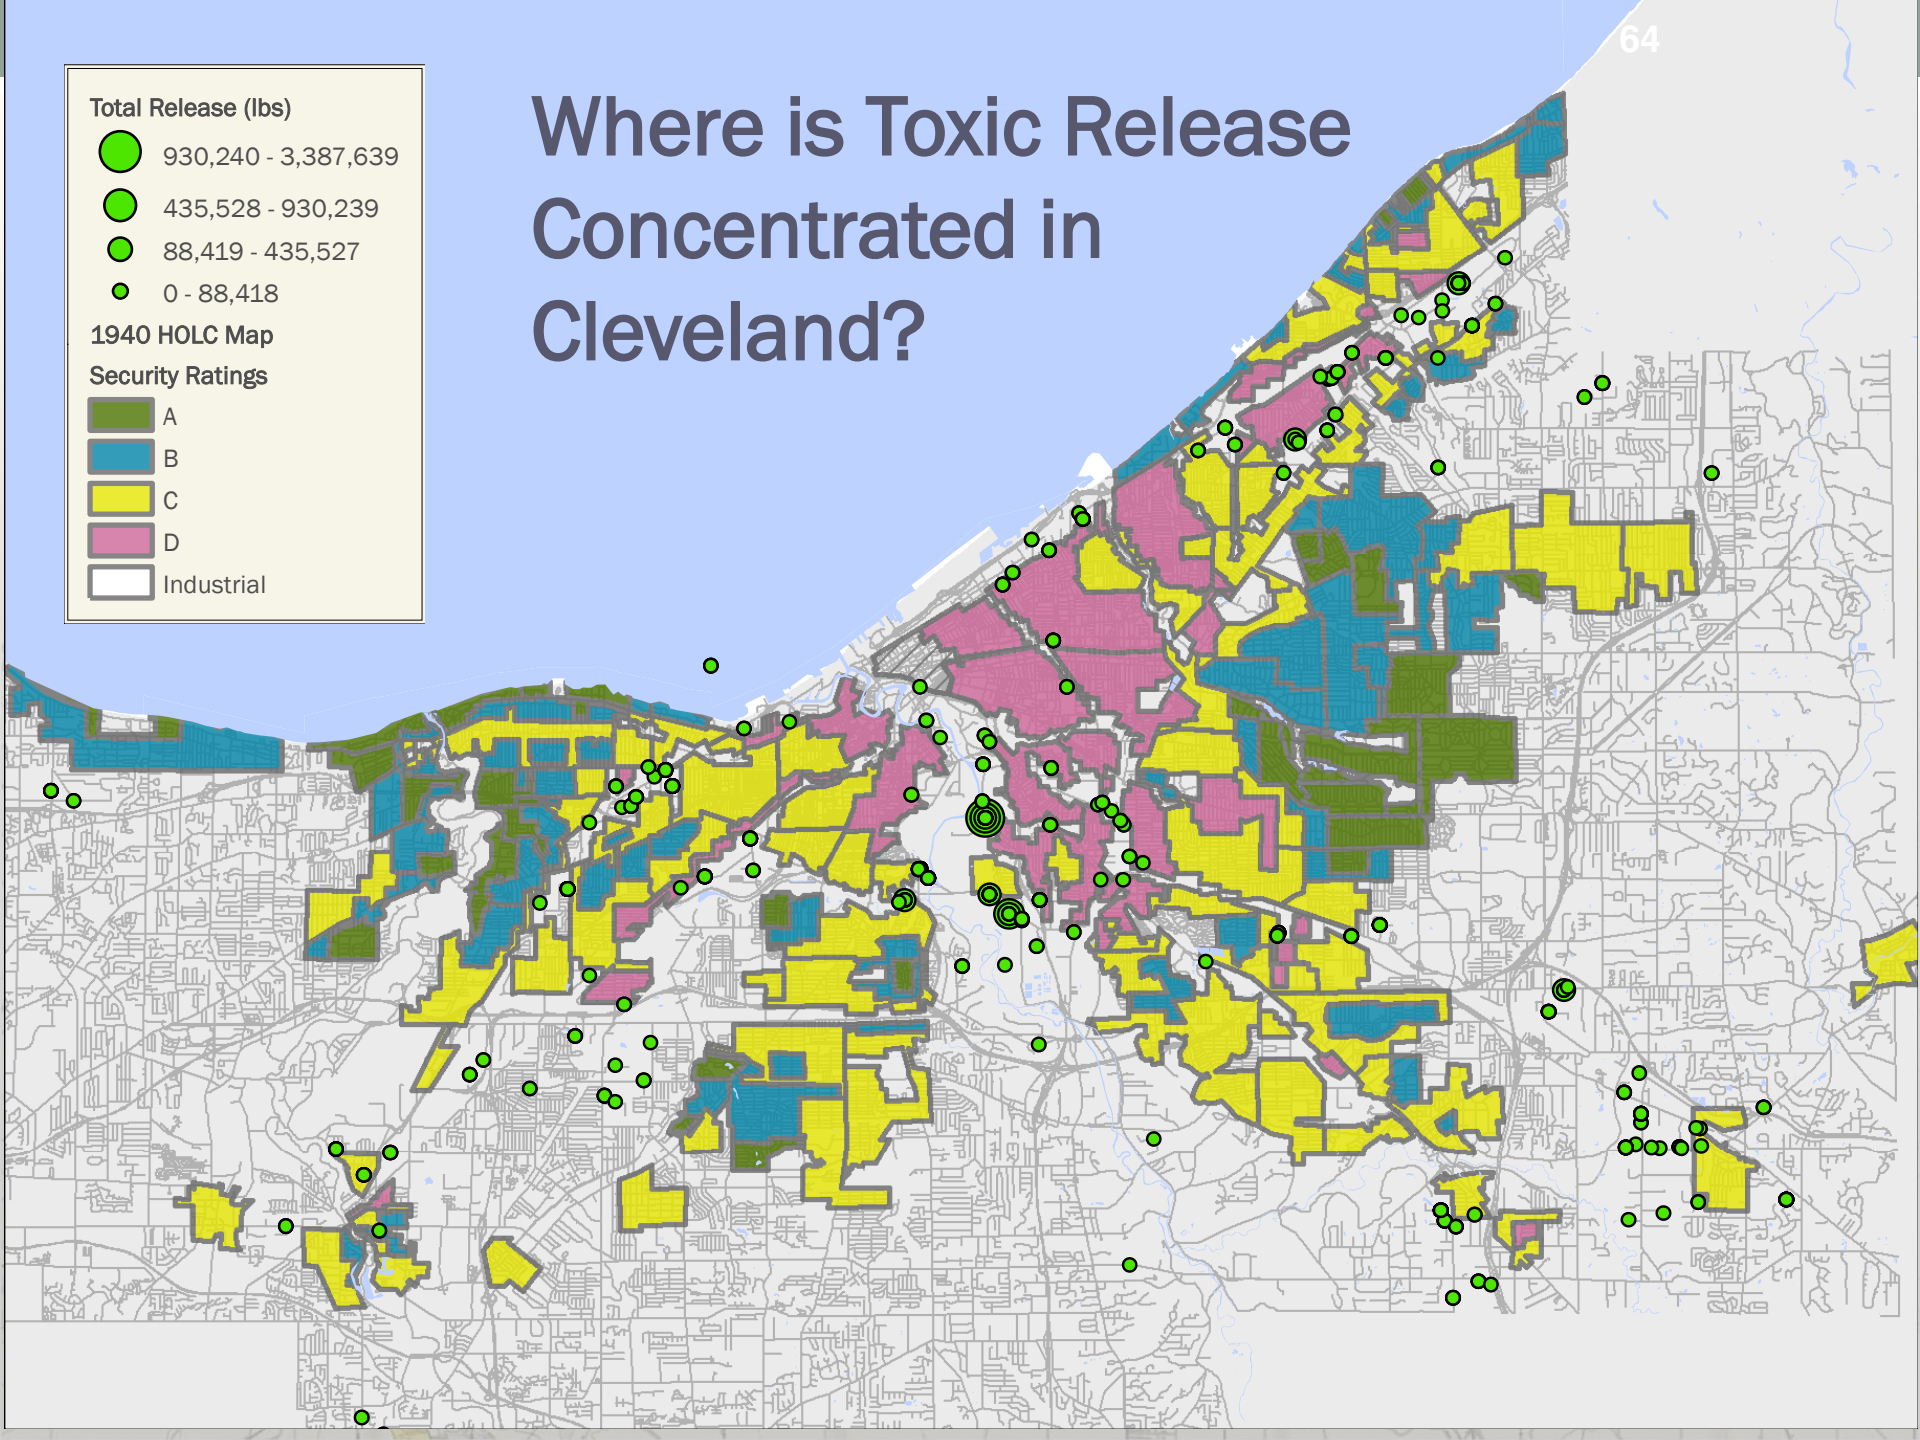 64
Where is Toxic Release
Concentrated in
Cleveland?
Total Release (lbs)
930,240 - 3,387,639
435,528 - 930,239
88,419 - 435,527
0 - 88,418
1940 HOLC Map
Security Ratings
A
B
C
D
Industrial